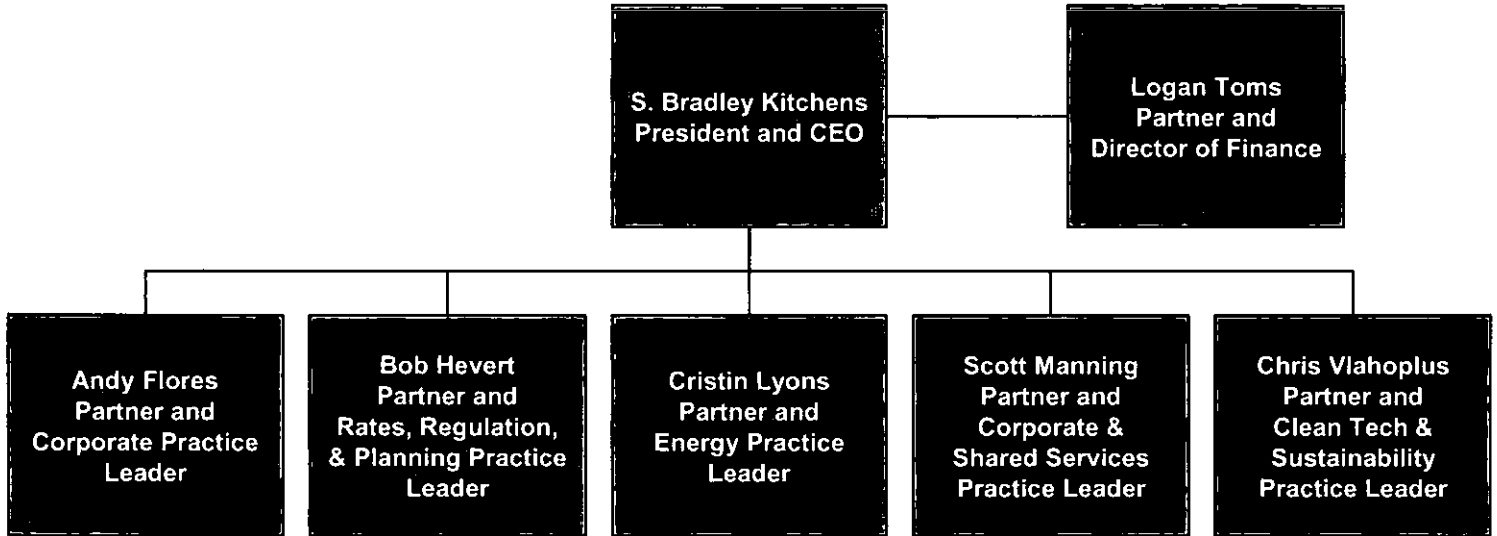 S. Bradley Kitchens
President and CEO
Logan Toms
Partner and
Director of Finance
Andy Flores
Partner and
Corporate Practice
Leader
Bob Hevert
Partner and
Rates, Regulation,
& Planning Practice
Leader
Cristin Lyons
Partner and
Energy Practice
Leader
Scott Manning
Partner and
Corporate &
Shared Services
Practice Leader
Chris Vlahoplus
Partner and
Clean Tech &
Sustainability
Practice Leader